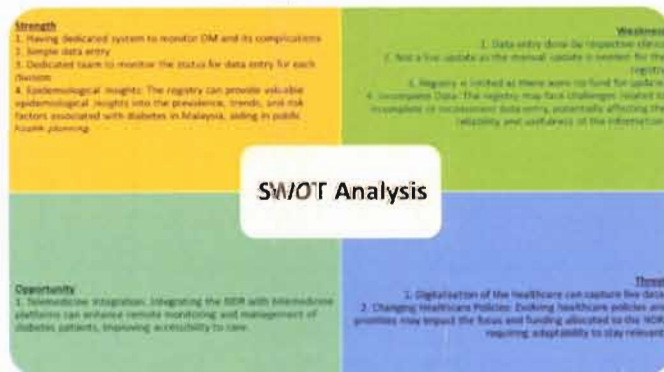 Strength
1. Having dedicated system to monitor DM and its complications
2. Simple data entry
3. Dedicated team to monitor the status for data entry for each
division
4. Epidemiological insights: The registry can provide valuable
epidemiological insights into the prevalence, trends, and risk
factors associated with diabetes in Malaysia, aiding in public
health planning.
Weakness
1. Data entry done by respective clinics
2. Not a live update as the manual update is needed for the
registry
3. Registry is limited as there were no fund for update
4. Incomplete Data: The registry may face challenges related to
incomplete or inconsistent data entry, potentially affecting the
reliability and usefulness of the information
SWOT Analysis
Opportunity
1. Telemedicine Integration: Integrating the NDR with telemedicine
platforms can enhance remote monitoring and management of
diabetes patients, improving accessibility to care.
Threat
1. Digitalisation of the healthcare can capture live data
2. Changing Healthcare Policies: Evolving healthcare policies and
priorities may impact the focus and funding allocated to the NDR,
requiring adaptability to stay relevant